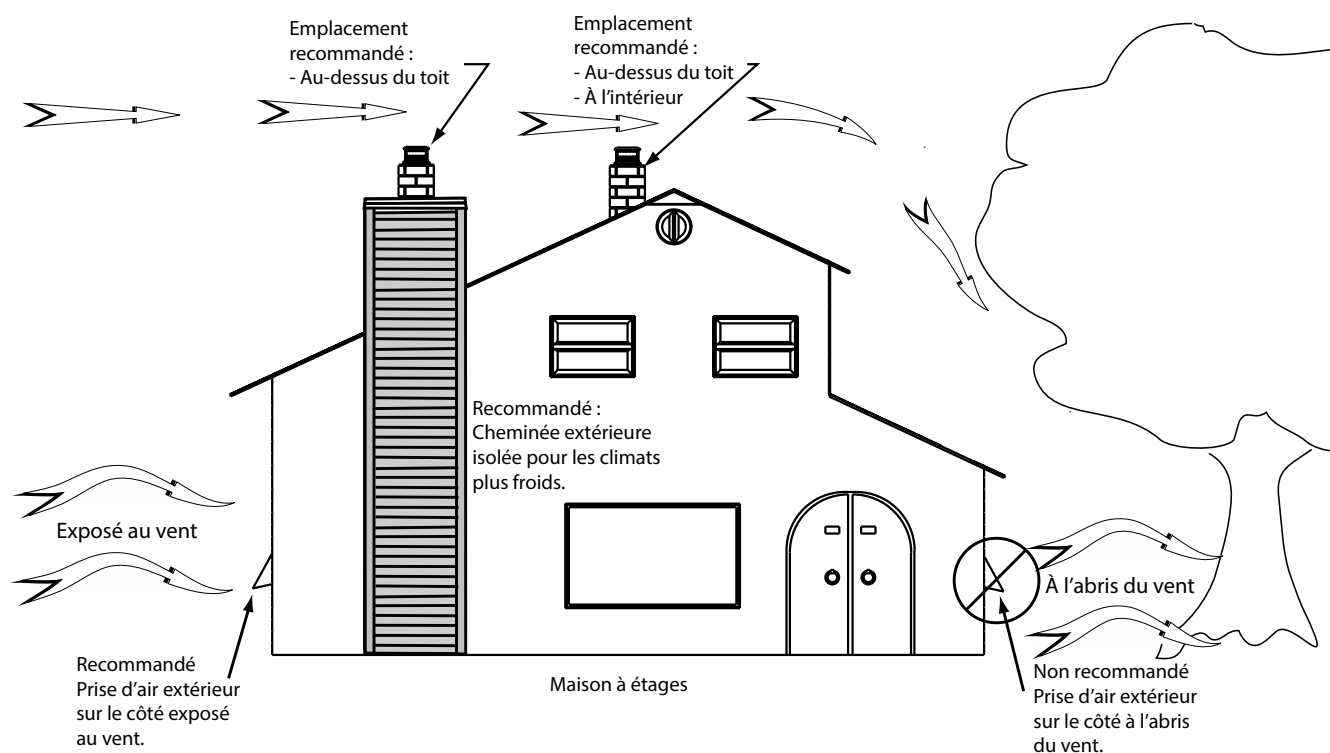 Emplacement
recommandé :
- Au-dessus du toit
Emplacement
recommandé :
- Au-dessus du toit
- À l'intérieur
Recommandé :
Cheminée extérieure
isolée pour les climats
plus froids.
Exposé au vent
À l'abris du vent
Recommandé
Prise d'air extérieur
sur le côté exposé
au vent.
Maison à étages
Non recommandé
Prise d'air extérieur
sur le côté à l'abris
du vent.